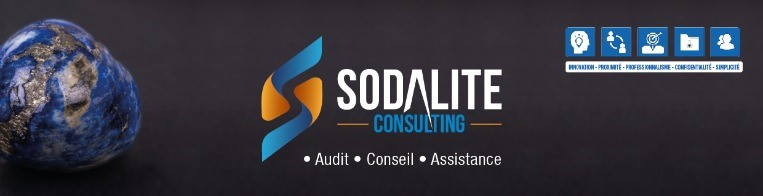 SODALITE
CONSULTING
• Audit • Conseil • Assistance
INNOVATION - PROXIMITÉ - PROFESSIONNALISME - CONFIDENTIALITÉ - SIMPLICITÉ